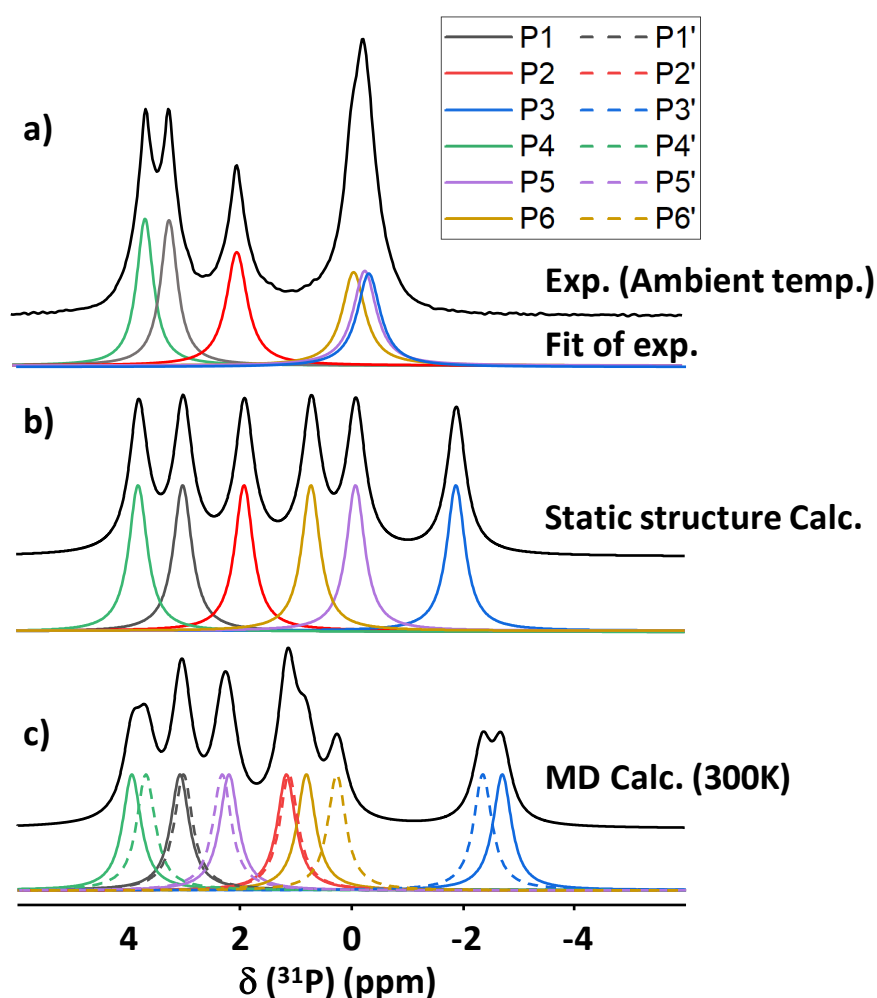 P1 P1'
P2 P2'
P3 P3'
P4 P4'
P5 P5'
P6 P6'
a)
Exp. (Ambient temp.)
Fit of exp.
b)
Static structure Calc.
c)
MD Calc. (300K)
4 2 0 -2 -4
δ (³¹P) (ppm)